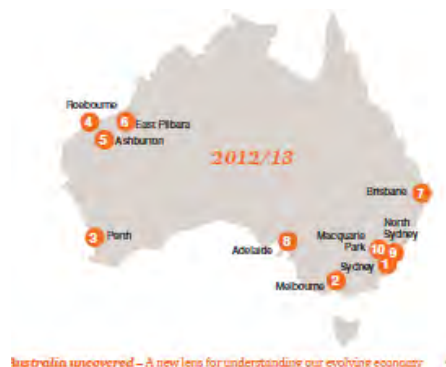 Roebourne
4
6
East Pilbara
5
Ashburton
2012/13
Brisbane
7
North
Sydney
Macquarie
Park
10
9
3
Perth
8
Adelaide
Sydney
1
Melbourne
2
Australia uncovered – A new lens for understanding our evolving economy